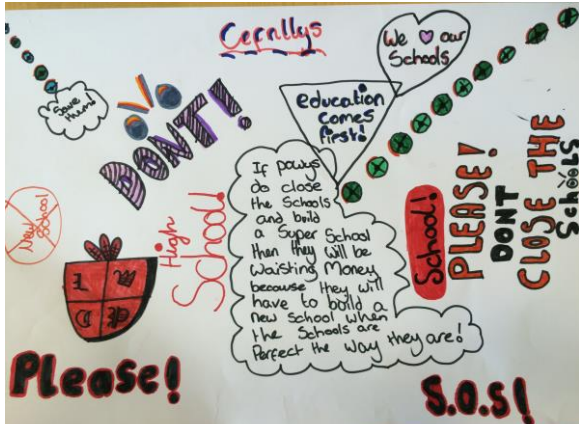 Cefnllys
We our
Schools
Save
them!
education
comes
first!
DONT!
New
School
High
School!
If powys
do close
the Schools
and build
a Super School
then they will be
Waisting Money
because they will
have to build a
new School when
the Schools are
Perfect the way they are!
School!
PLEASE!
DONT
CLOSE THE
Schools
Please!
S.O.S!